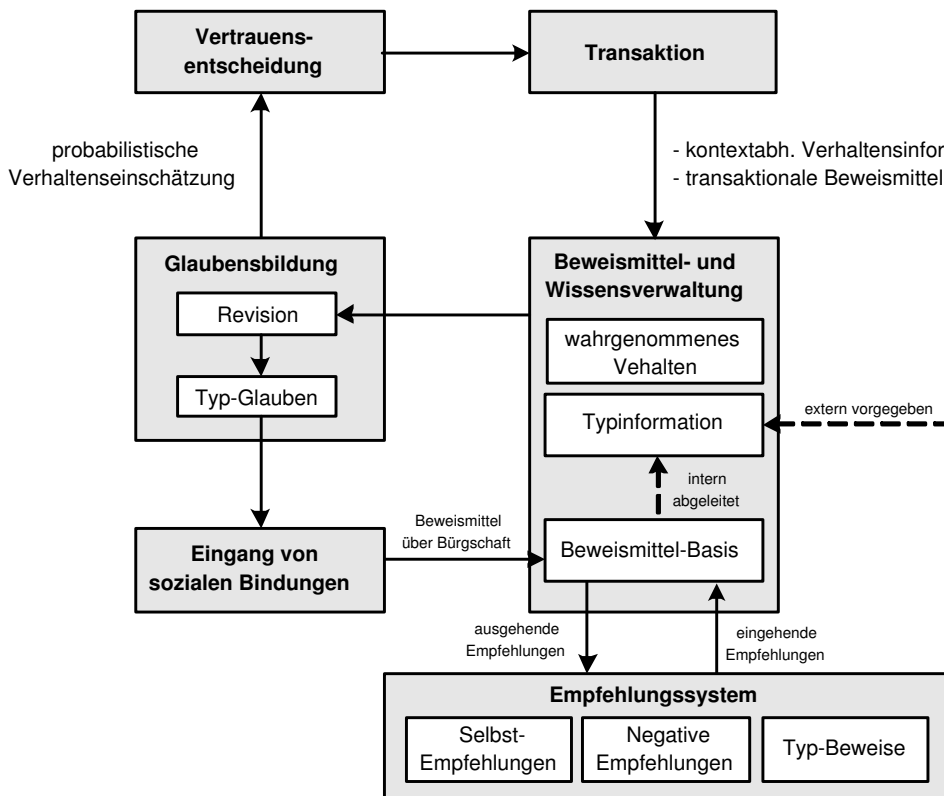 Vertrauens-
entscheidung
Transaktion
probabilistische
Verhaltenseinschätzung
- kontextabh. Verhaltensinfor
- transaktionale Beweismittel
Glaubensbildung
Revision
Typ-Glauben
Beweismittel- und
Wissensverwaltung
wahrgenommenes
Vehalten
Typinformation
extern vorgegeben
intern
abgeleitet
Beweismittel-Basis
Eingang von
sozialen Bindungen
Beweismittel
über Bürgschaft
ausgehende
Empfehlungen
eingehende
Empfehlungen
Empfehlungssystem
Selbst-
Empfehlungen
Negative
Empfehlungen
Typ-Beweise